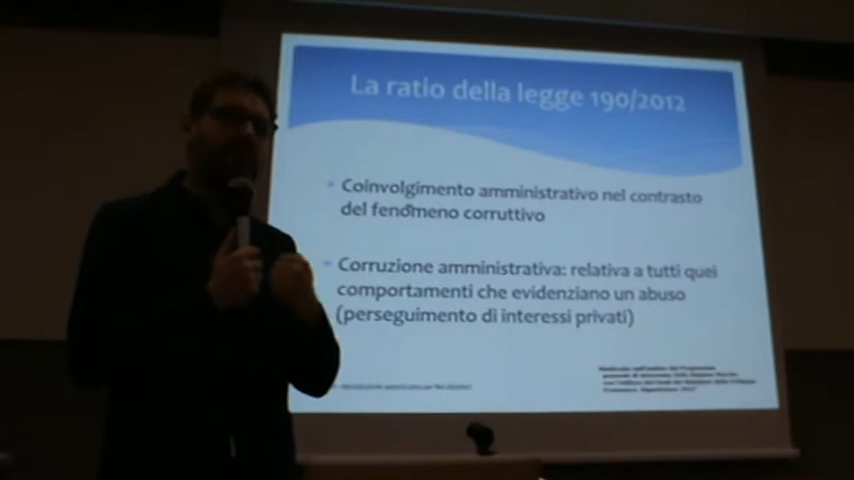 La ratio della legge 190/2012
Coinvolgimento amministrativo nel contrasto
del fenomeno corruttivo
Corruzione amministrativa: relativa a tutti quei
comportamenti che evidenziano un abuso
(perseguimento di interessi privati)